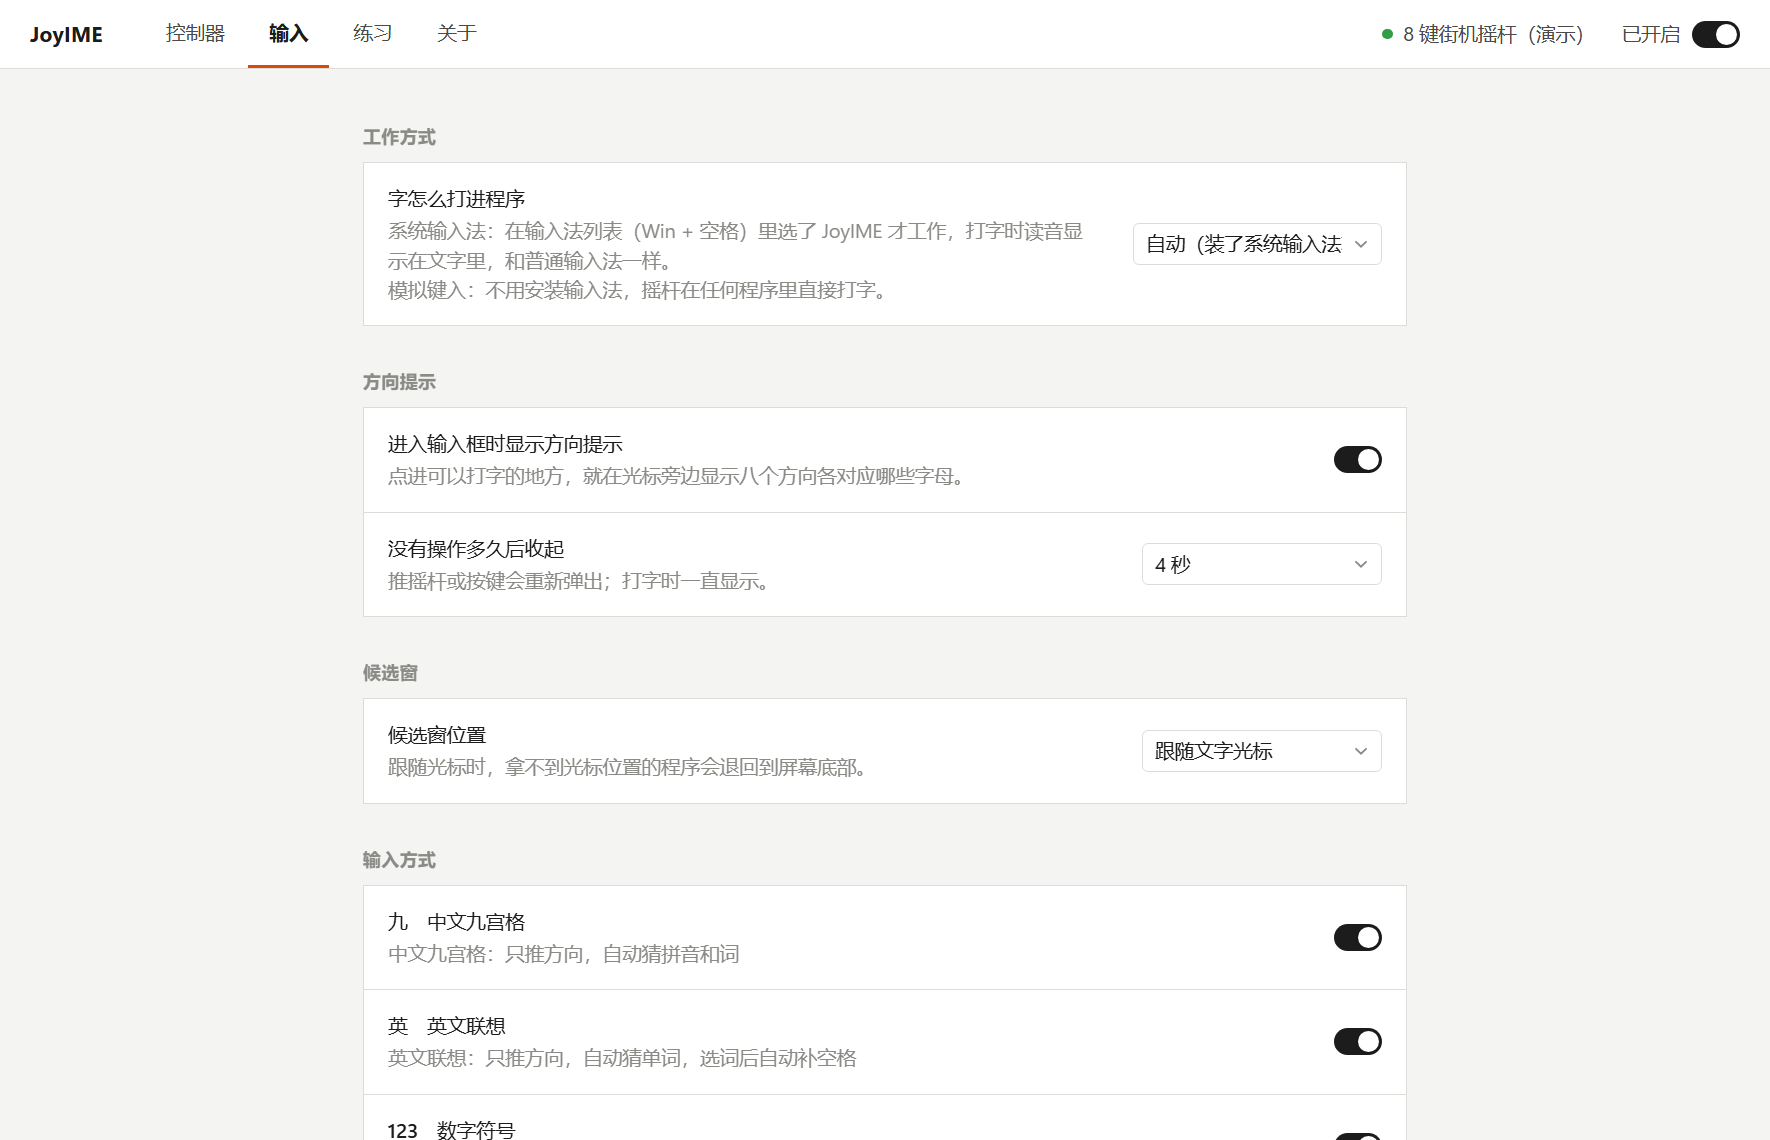 JoyIME 控制器 输入 练习 关于 8 键街机摇杆（演示） 已开启
工作方式
字怎么打进程序
系统输入法：在输入法列表（Win + 空格）里选了 JoyIME 才工作，打字时读音显
示在文字里，和普通输入法一样。
模拟键入：不用安装输入法，摇杆在任何程序里直接打字。
自动（装了系统输入法
方向提示
进入输入框时显示方向提示
点进可以打字的地方，就在光标旁边显示八个方向各对应哪些字母。
没有操作多久后收起
推摇杆或按键会重新弹出；打字时一直显示。
4 秒
候选窗
候选窗位置
跟随光标时，拿不到光标位置的程序会退回到屏幕底部。
跟随文字光标
输入方式
九 中文九宫格
中文九宫格：只推方向，自动猜拼音和词
英 英文联想
英文联想：只推方向，自动猜单词，选词后自动补空格
123 数字符号